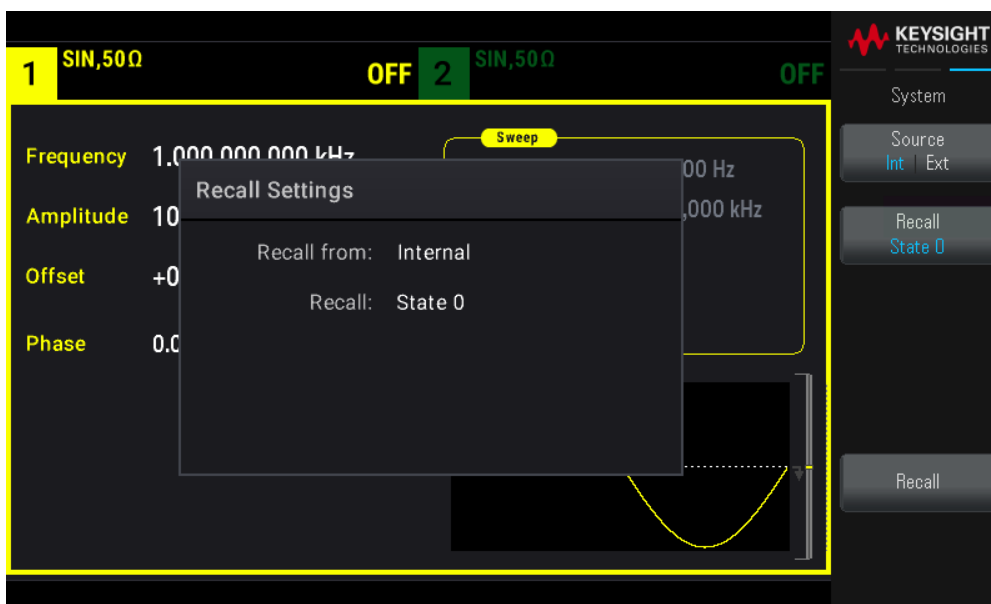 KEYSIGHT
TECHNOLOGIES
1 SIN,50Ω OFF 2 SIN,50Ω OFF
System
Sweep
Source
Int | Ext
Frequency 1.000,000,000 kHz
00 Hz
Recall Settings
Amplitude 10
,000 kHz
Recall
State 0
Recall from: Internal
Offset +0
Recall: State 0
Phase 0.0
Recall